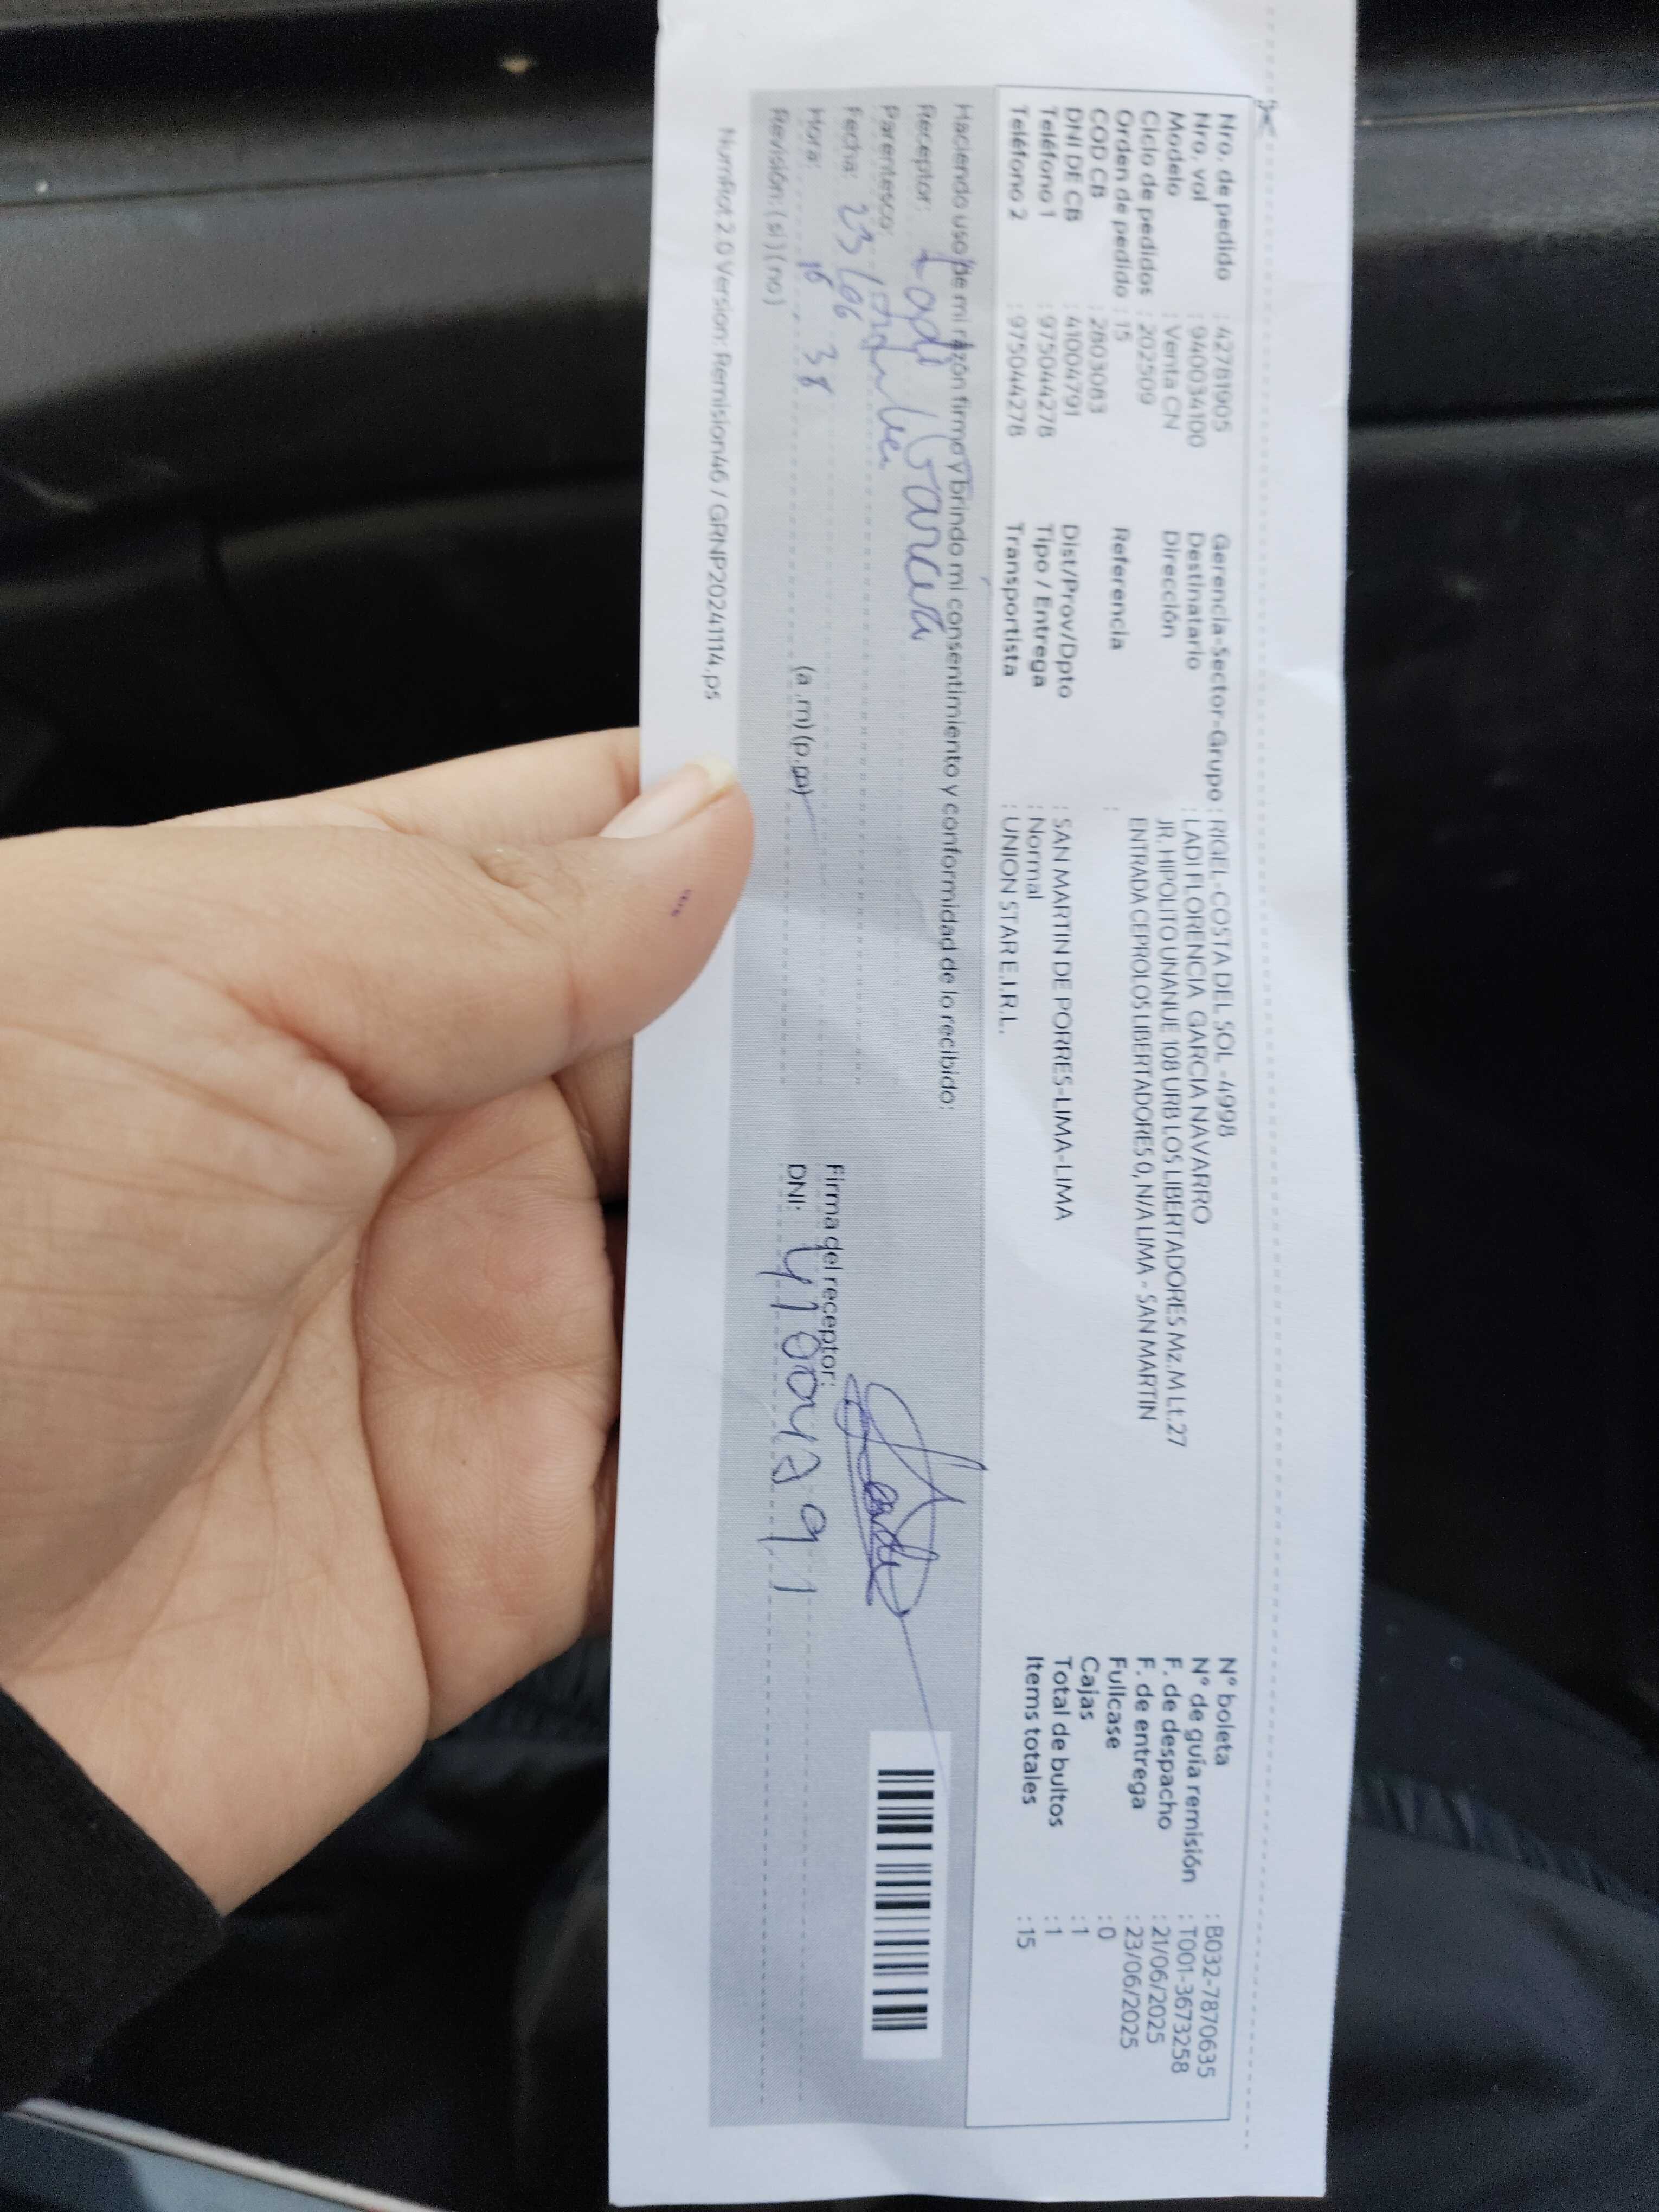 Nro. de pedido : 42781905
Nro. vol : 940034100
Modelo : Venta CN
Ciclo de pedidos : 202509
Orden de pedido : 15
COD CB : 2803083
DNI DE CB : 41004791
Teléfono 1 : 975044278
Teléfono 2 : 975044278
Gerencia-Sector-Grupo : RIGEL-COSTA DEL SOL -4998
Destinatario : LADI FLORENCIA GARCIA NAVARRO
Dirección JR. HIPOLITO UNANUE 108 URB LOS LIBERTADORES Mz.M Lt.27
ENTRADA CEPROLOS LIBERTADORES 0, N/A LIMA - SAN MARTIN
Referencia :
Dist/Prov/Dpto : SAN MARTIN DE PORRES-LIMA-LIMA
Tipo / Entrega : Normal
Transportista : UNION STAR E.I.R.L.
N° boleta : B032-7870635
N° de guía remisión : T001-3673258
F. de despacho : 21/06/2025
F. de entrega : 23/06/2025
Fullcase : 0
Cajas : 1
Total de bultos : 1
Items totales : 15
Haciendo uso de mi razón firmo y brindo mi consentimiento y conformidad de lo recibido:
Receptor: Garcia
Parentesco:
Fecha: 23/06
Hora: 16 38 (a.m) (p.m)
Revisión: (si) (no)
Firma del receptor:
DNI: 41004791
NumRot 2.0 Version: Remision46 / GRNP20241114.ps